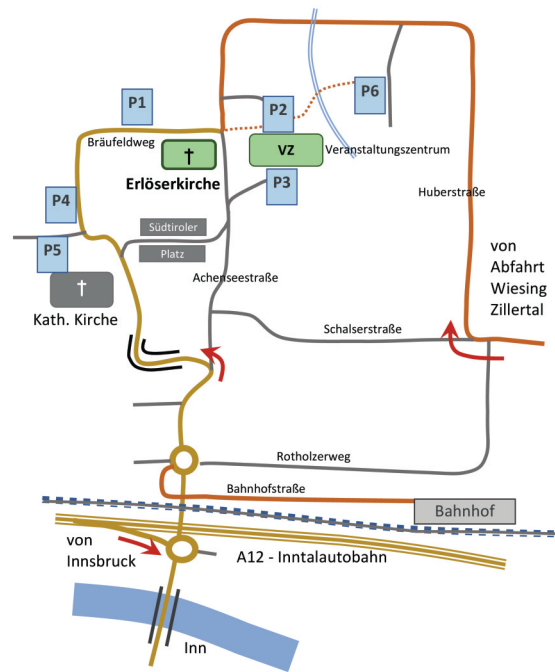 P1
P2
P6
Bräufeldweg
VZ
Veranstaltungszentrum
Erlöserkirche
P3
Huberstraße
P4
Südtiroler
Platz
P5
Achenseestraße
von
Abfahrt
Wiesing
Zillertal
Kath. Kirche
Schalserstraße
Rotholzerweg
Bahnhofstraße
Bahnhof
von
Innsbruck
A12 - Inntalautobahn
Inn